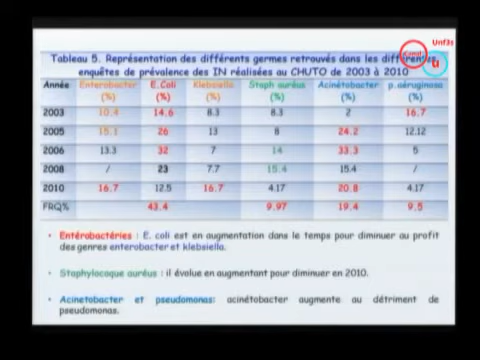 Unf3s
Tableau 5. Représentation des différents germes retrouvés dans les différentes
enquêtes de prévalence des IN réalisées au CHUTO de 2003 à 2010
Année Enterobacter (%) E.Coli (%) Klebsiella (%) Staph auréus (%) Acinétobacter (%) p.aéruginosa (%)
2003 10.4 14.6 8.3 8.3 2 16.7
2005 15.1 26 13 8 24.2 12.12
2006 13.3 32 7 14 33.3 5
2008 / 23 7.7 15.4 15.4 /
2010 16.7 12.5 16.7 4.17 20.8 4.17
FRQ% 43.4 9.97 19.4 9.5
• Entérobactéries : E. coli est en augmentation dans le temps pour diminuer au profit
des genres enterobacter et klebsiella.
• Staphylocoque auréus : il évolue en augmentant pour diminuer en 2010.
• Acinetobacter et pseudomonas: acinétobacter augmente au détriment de
pseudomonas.